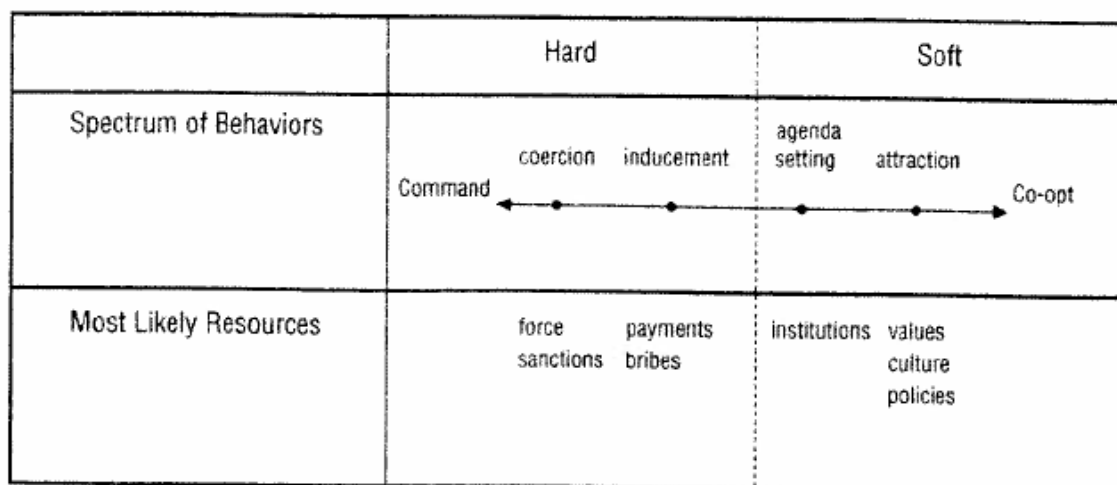 Hard Soft
Spectrum of Behaviors
coercion inducement agenda setting attraction
Command Co-opt
Most Likely Resources
force payments institutions values
sanctions bribes culture
policies